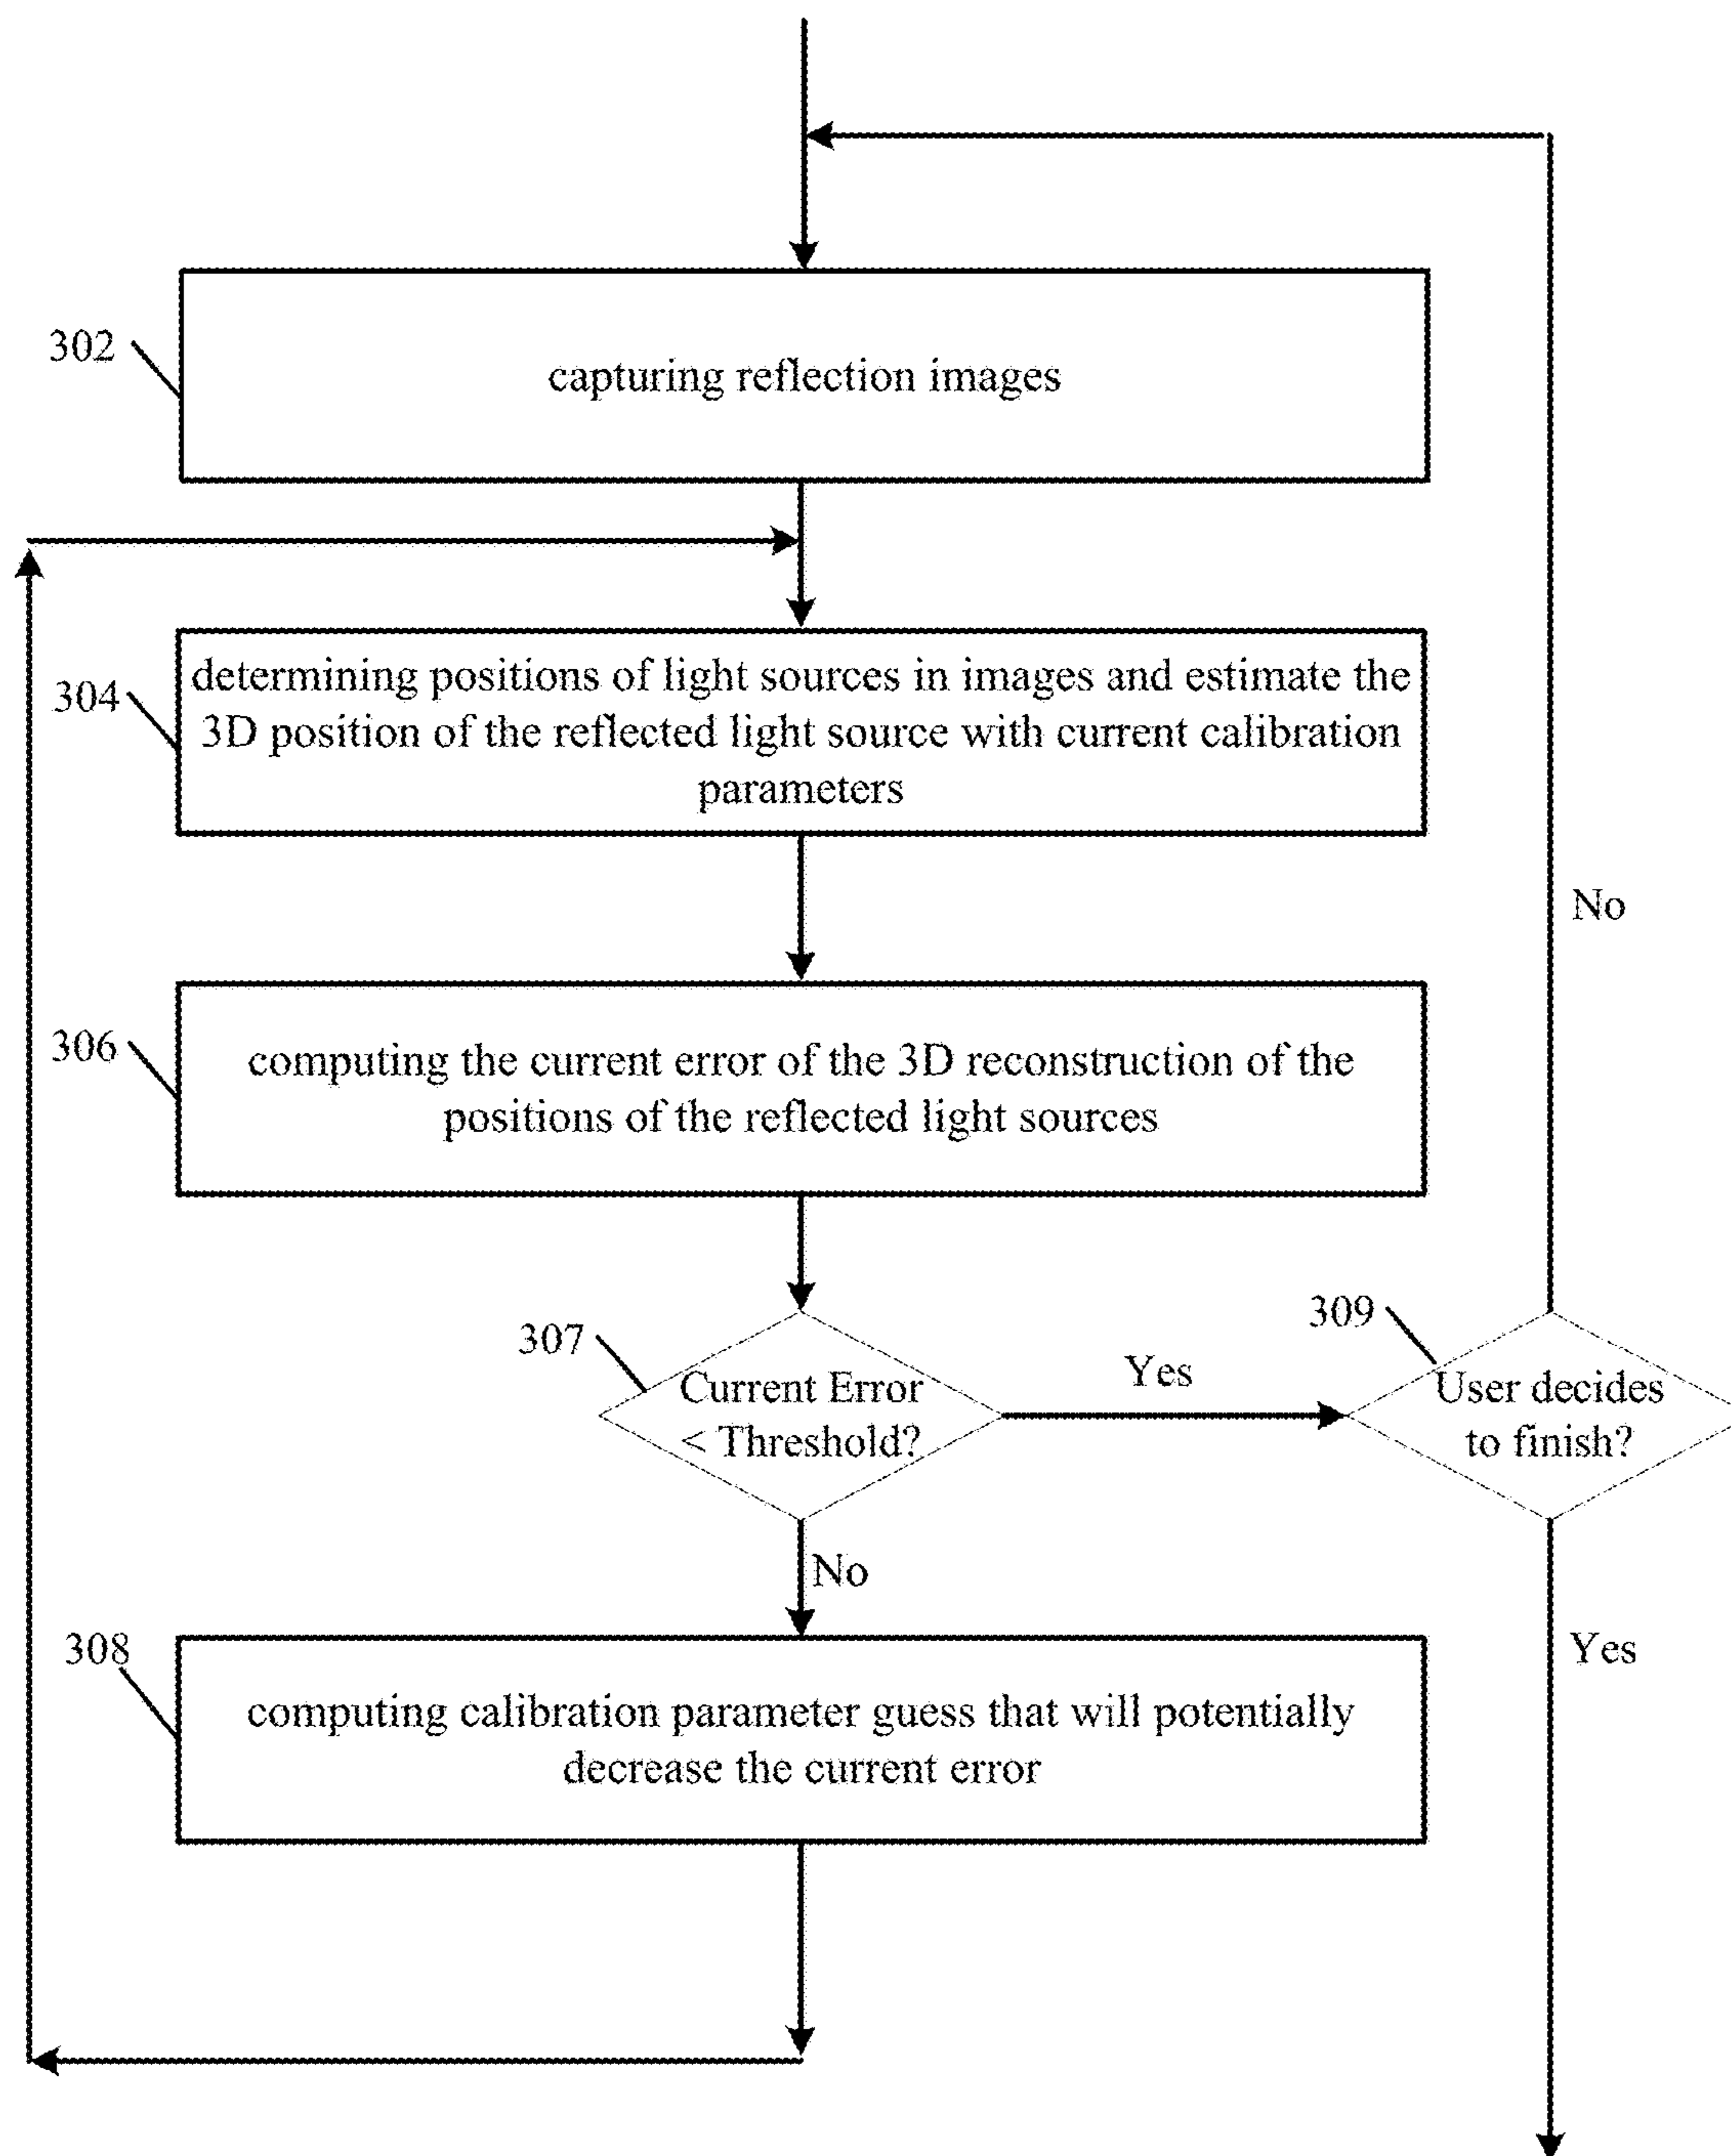 302
capturing reflection images
304
determining positions of light sources in images and estimate the
3D position of the reflected light source with current calibration
parameters
No
306
computing the current error of the 3D reconstruction of the
positions of the reflected light sources
307
Current Error
< Threshold?
Yes
309
User decides
to finish?
No
308
computing calibration parameter guess that will potentially
decrease the current error
Yes